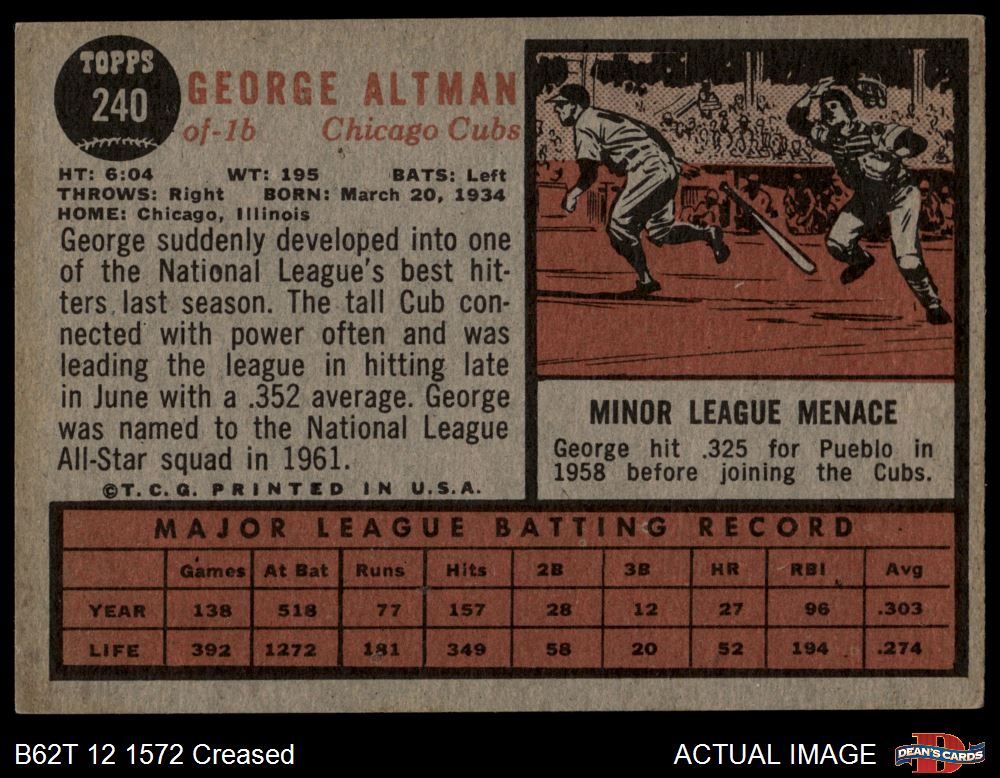 TOPPS
240
GEORGE ALTMAN
of-1b Chicago Cubs
HT: 6:04 WT: 195 BATS: Left
THROWS: Right BORN: March 20, 1934
HOME: Chicago, Illinois
George suddenly developed into one
of the National League's best hit-
ters last season. The tall Cub con-
nected with power often and was
leading the league in hitting late
in June with a .352 average. George
was named to the National League
All-Star squad in 1961.
©T.C.G. PRINTED IN U.S.A.
MINOR LEAGUE MENACE
George hit .325 for Pueblo in
1958 before joining the Cubs.
MAJOR LEAGUE BATTING RECORD
Games At Bat Runs Hits 2B 3B HR RBI Avg
YEAR 138 518 77 157 28 12 27 96 .303
LIFE 392 1272 181 349 58 20 52 194 .274
B62T 12 1572 Creased
ACTUAL IMAGE
DEAN'S CARDS